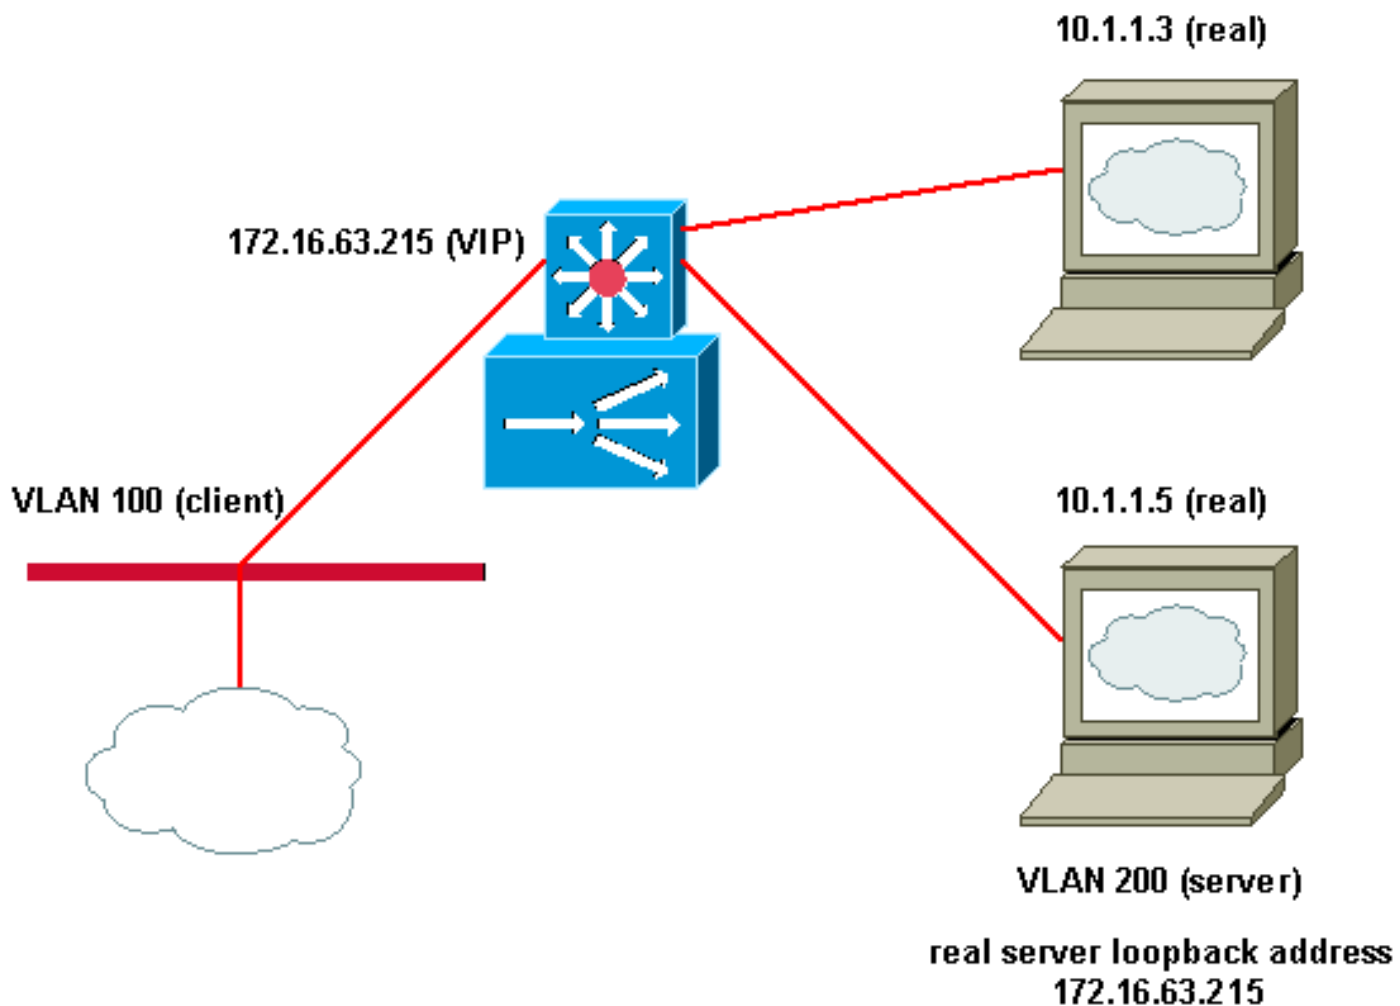 10.1.1.3 (real)
172.16.63.215 (VIP)
VLAN 100 (client)
10.1.1.5 (real)
VLAN 200 (server)
real server loopback address
172.16.63.215